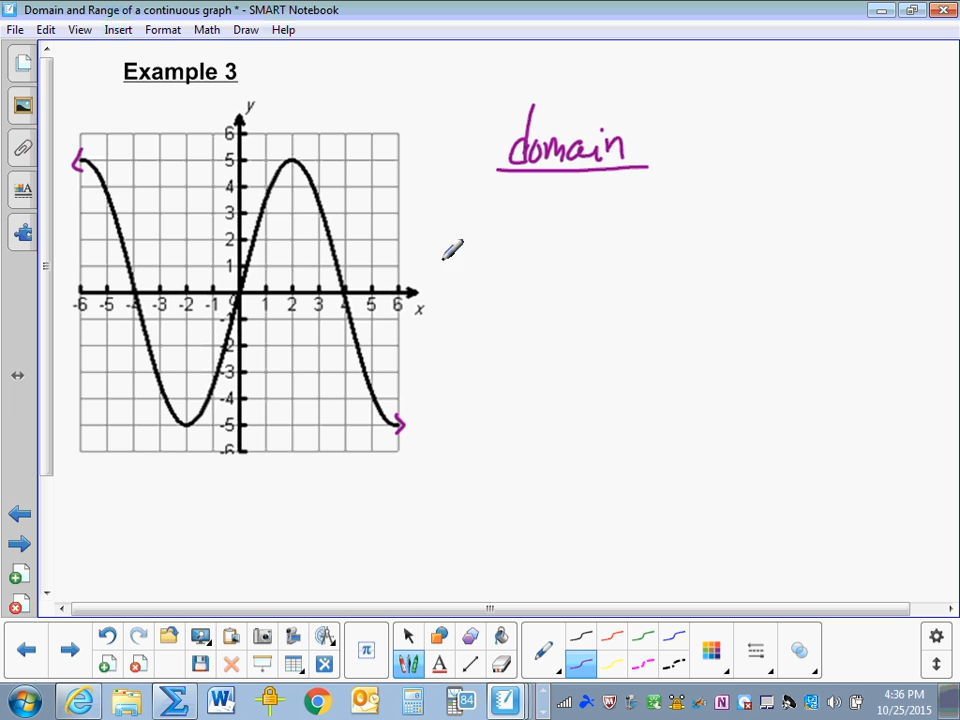 Domain and Range of a continuous graph * - SMART Notebook
File Edit View Insert Format Math Draw Help
Example 3
domain
y
6
5
4
3
2
1
-6 -5 -4 -3 -2 -1 0 1 2 3 4 5 6 x
-1
-2
-3
-4
-5
-6
π
A
Σ W 84 N
4:36 PM
10/25/2015